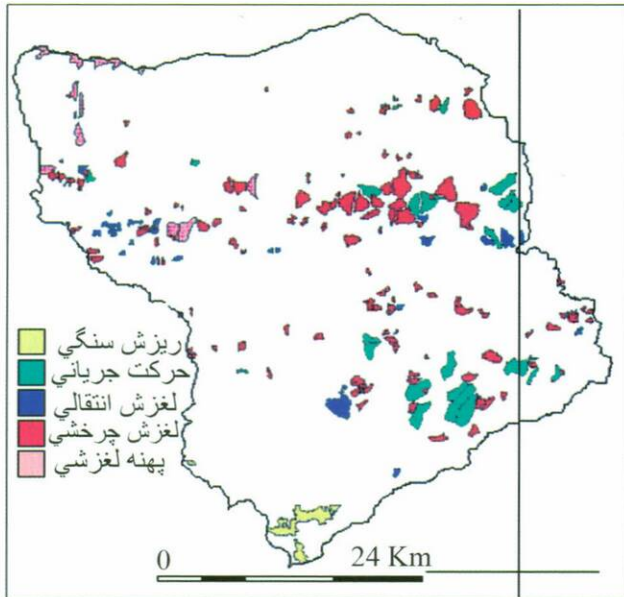 ريزش سنگي
حرکت جرياني
لغزش انتقالي
لغزش چرخشي
پهنه لغزشي
0 24 Km